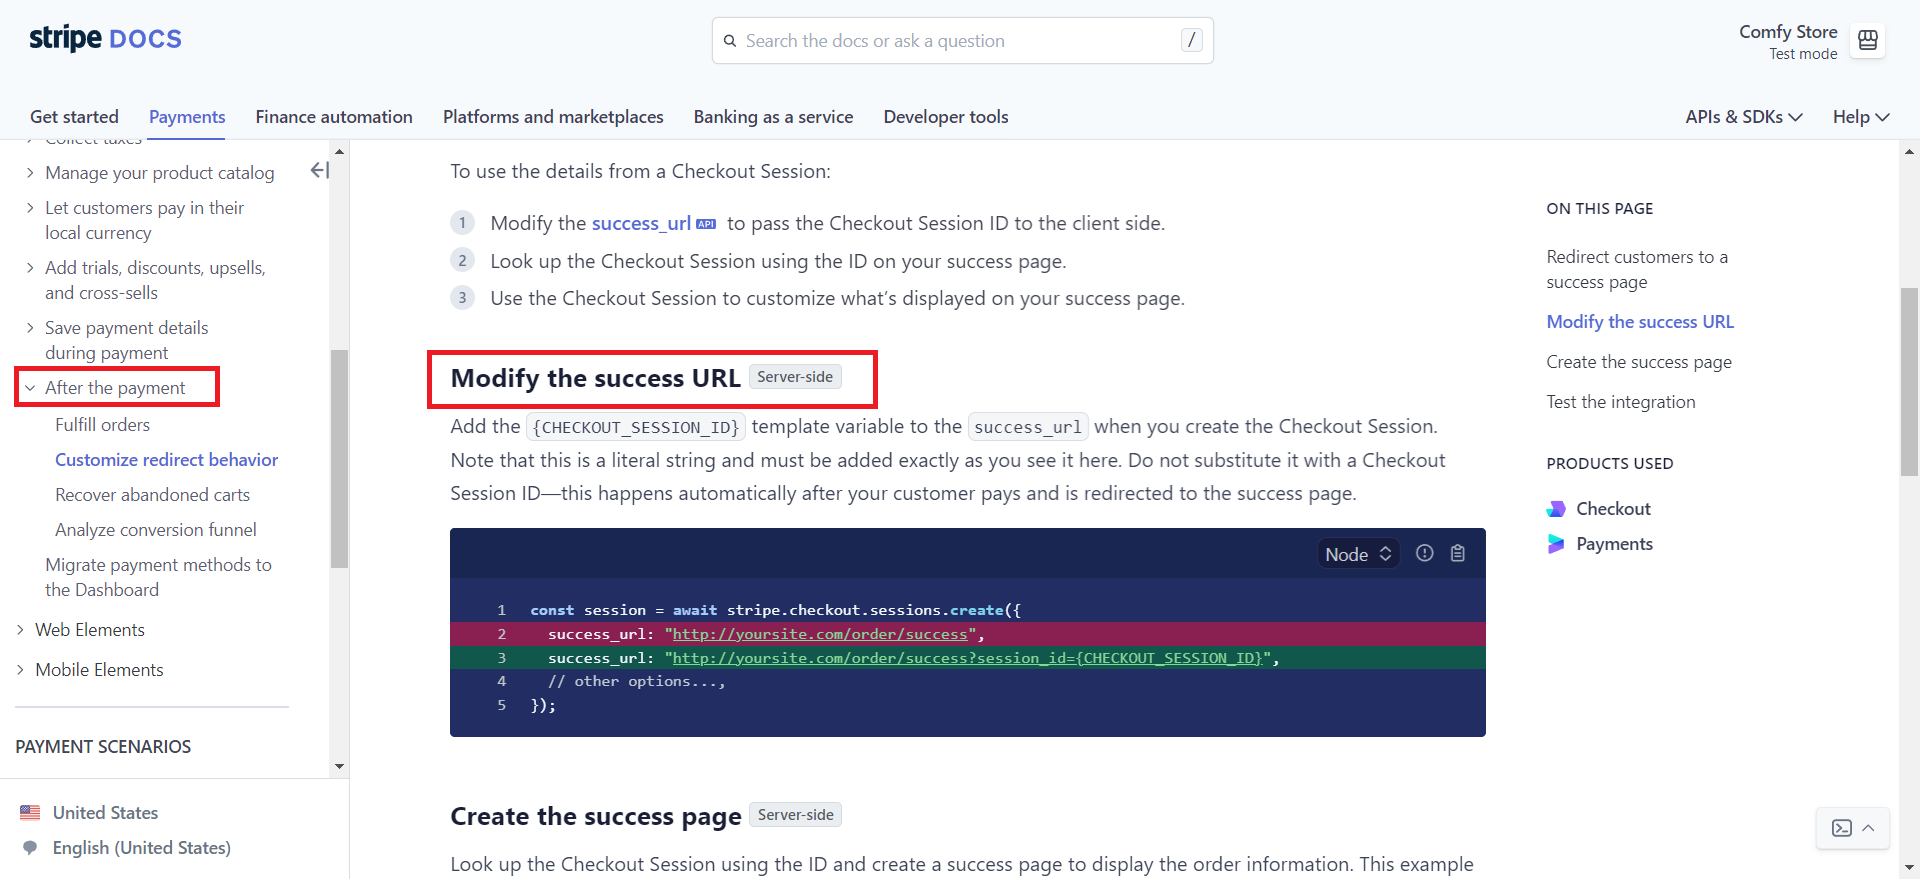 stripe DOCS
Search the docs or ask a question
/
Comfy Store
Test mode
Get started
Payments
Finance automation
Platforms and marketplaces
Banking as a service
Developer tools
APIs & SDKs
Help
Collect taxes
Manage your product catalog
Let customers pay in their
local currency
Add trials, discounts, upsells,
and cross-sells
Save payment details
during payment
After the payment
Fulfill orders
Customize redirect behavior
Recover abandoned carts
Analyze conversion funnel
Migrate payment methods to
the Dashboard
Web Elements
Mobile Elements
PAYMENT SCENARIOS
United States
English (United States)
To use the details from a Checkout Session:
1 Modify the success_url API to pass the Checkout Session ID to the client side.
2 Look up the Checkout Session using the ID on your success page.
3 Use the Checkout Session to customize what’s displayed on your success page.
Modify the success URL Server-side
Add the {CHECKOUT_SESSION_ID} template variable to the success_url when you create the Checkout Session.
Note that this is a literal string and must be added exactly as you see it here. Do not substitute it with a Checkout
Session ID—this happens automatically after your customer pays and is redirected to the success page.
Node
1 const session = await stripe.checkout.sessions.create({
2 success_url: "http://yoursite.com/order/success",
3 success_url: "http://yoursite.com/order/success?session_id={CHECKOUT_SESSION_ID}",
4 // other options...,
5 });
Create the success page Server-side
Look up the Checkout Session using the ID and create a success page to display the order information. This example
ON THIS PAGE
Redirect customers to a
success page
Modify the success URL
Create the success page
Test the integration
PRODUCTS USED
Checkout
Payments